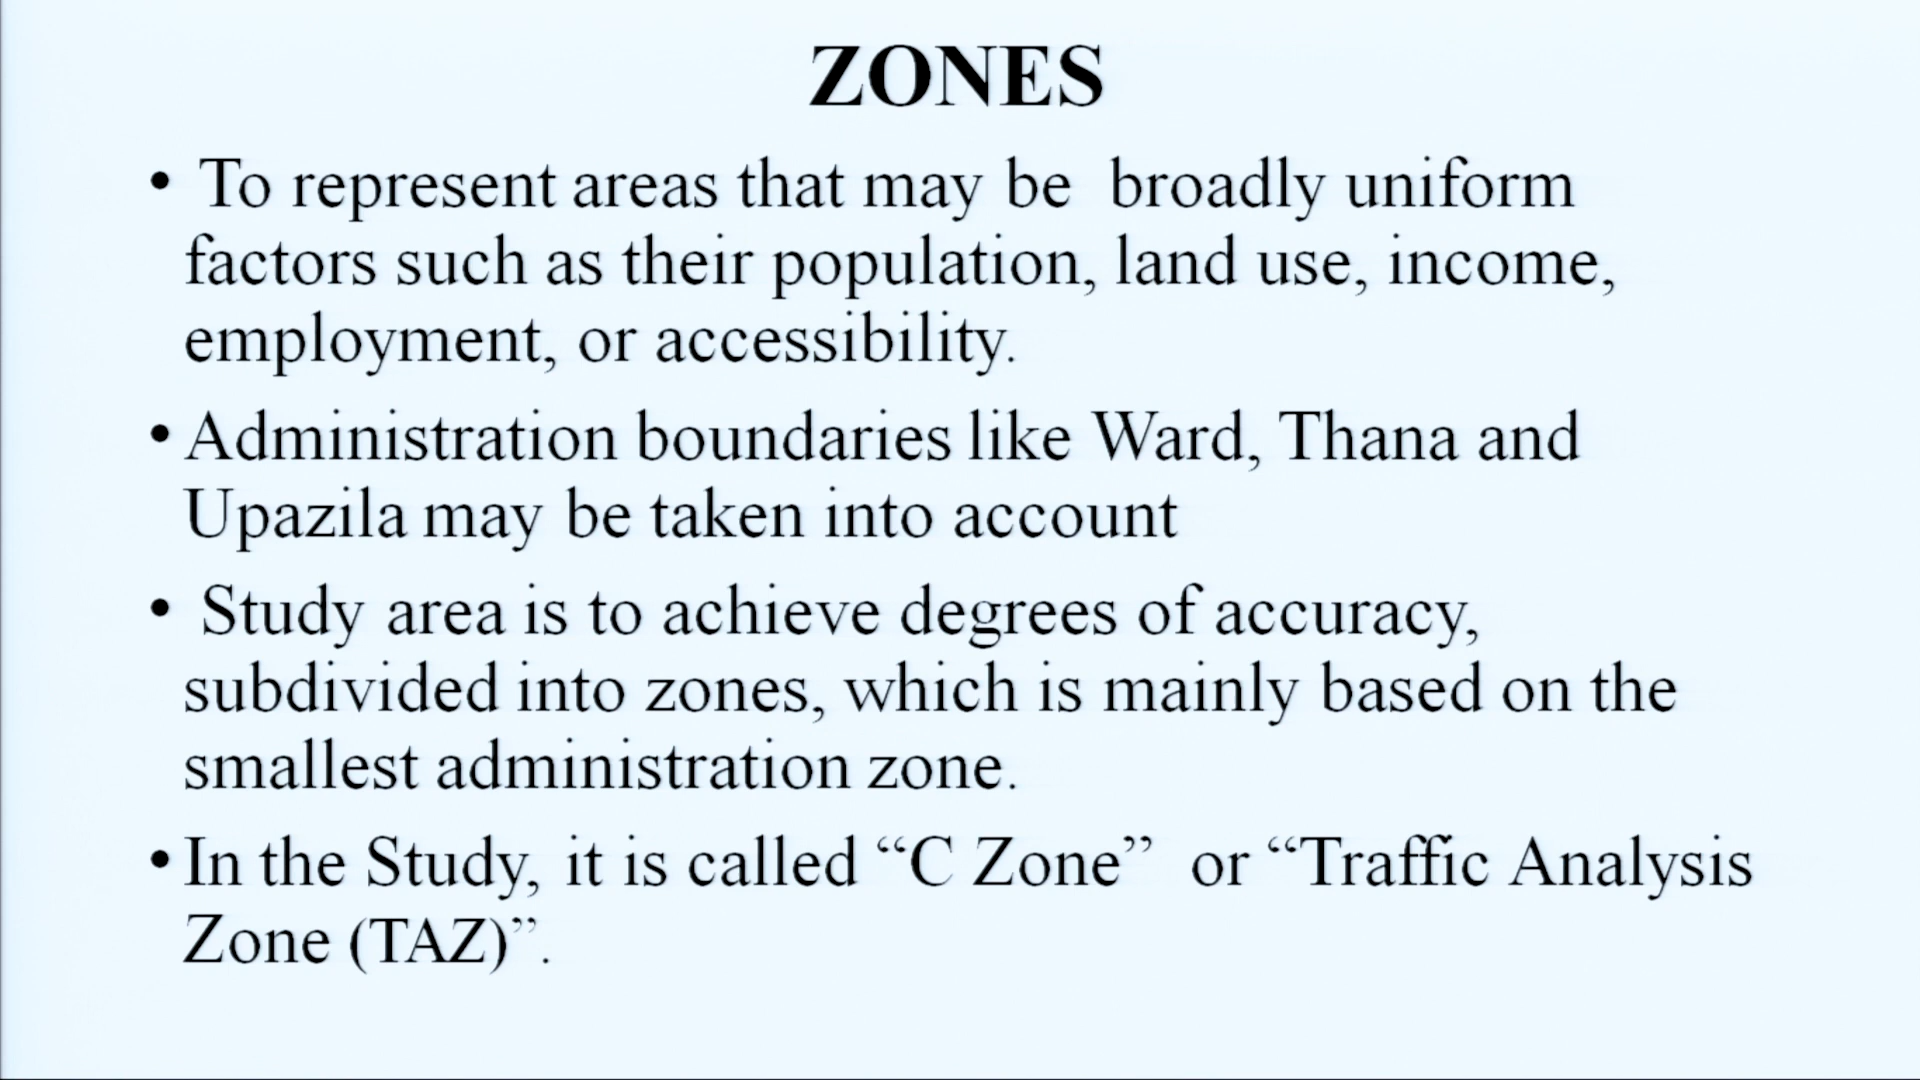 ZONES
• To represent areas that may be broadly uniform
factors such as their population, land use, income,
employment, or accessibility.
• Administration boundaries like Ward, Thana and
Upazila may be taken into account
• Study area is to achieve degrees of accuracy,
subdivided into zones, which is mainly based on the
smallest administration zone.
• In the Study, it is called “C Zone” or “Traffic Analysis
Zone (TAZ)”.